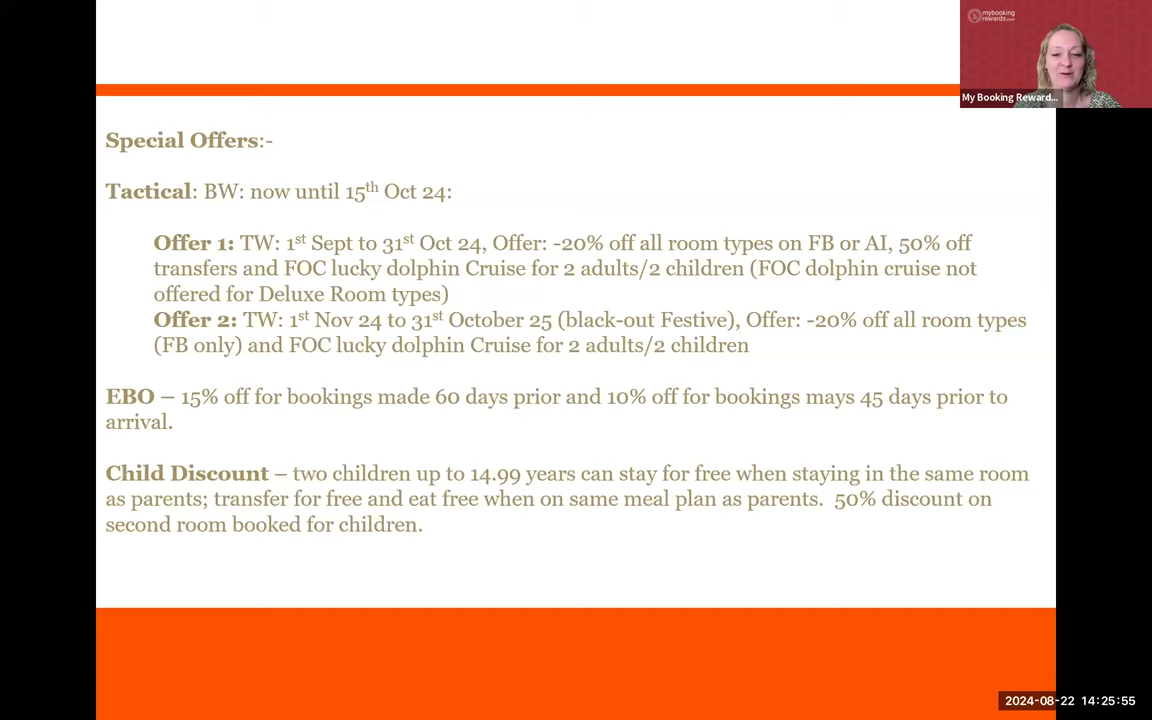 mybooking
rewards.com
My Booking Reward...
Special Offers:-
Tactical: BW: now until 15th Oct 24:
Offer 1: TW: 1st Sept to 31st Oct 24, Offer: -20% off all room types on FB or AI, 50% off
transfers and FOC lucky dolphin Cruise for 2 adults/2 children (FOC dolphin cruise not
offered for Deluxe Room types)
Offer 2: TW: 1st Nov 24 to 31st October 25 (black-out Festive), Offer: -20% off all room types
(FB only) and FOC lucky dolphin Cruise for 2 adults/2 children
EBO – 15% off for bookings made 60 days prior and 10% off for bookings mays 45 days prior to
arrival.
Child Discount – two children up to 14.99 years can stay for free when staying in the same room
as parents; transfer for free and eat free when on same meal plan as parents.  50% discount on
second room booked for children.
2024-08-22 14:25:55